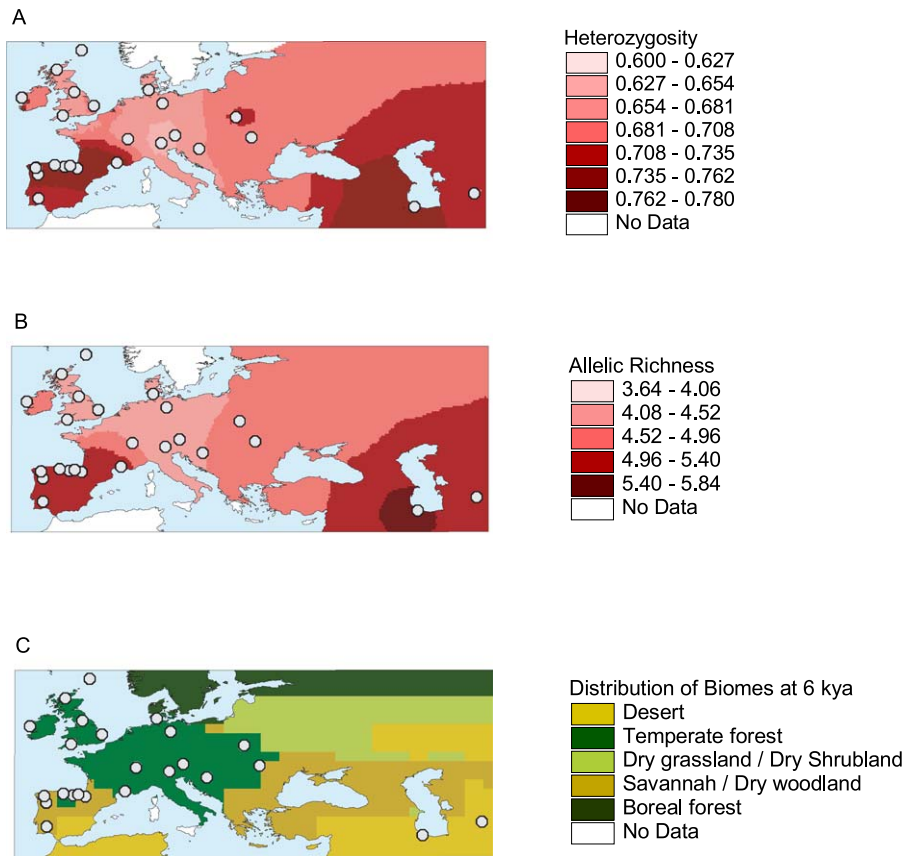 A
Heterozygosity
0.600 - 0.627
0.627 - 0.654
0.654 - 0.681
0.681 - 0.708
0.708 - 0.735
0.735 - 0.762
0.762 - 0.780
No Data
B
Allelic Richness
3.64 - 4.06
4.08 - 4.52
4.52 - 4.96
4.96 - 5.40
5.40 - 5.84
No Data
C
Distribution of Biomes at 6 kya
Desert
Temperate forest
Dry grassland / Dry Shrubland
Savannah / Dry woodland
Boreal forest
No Data